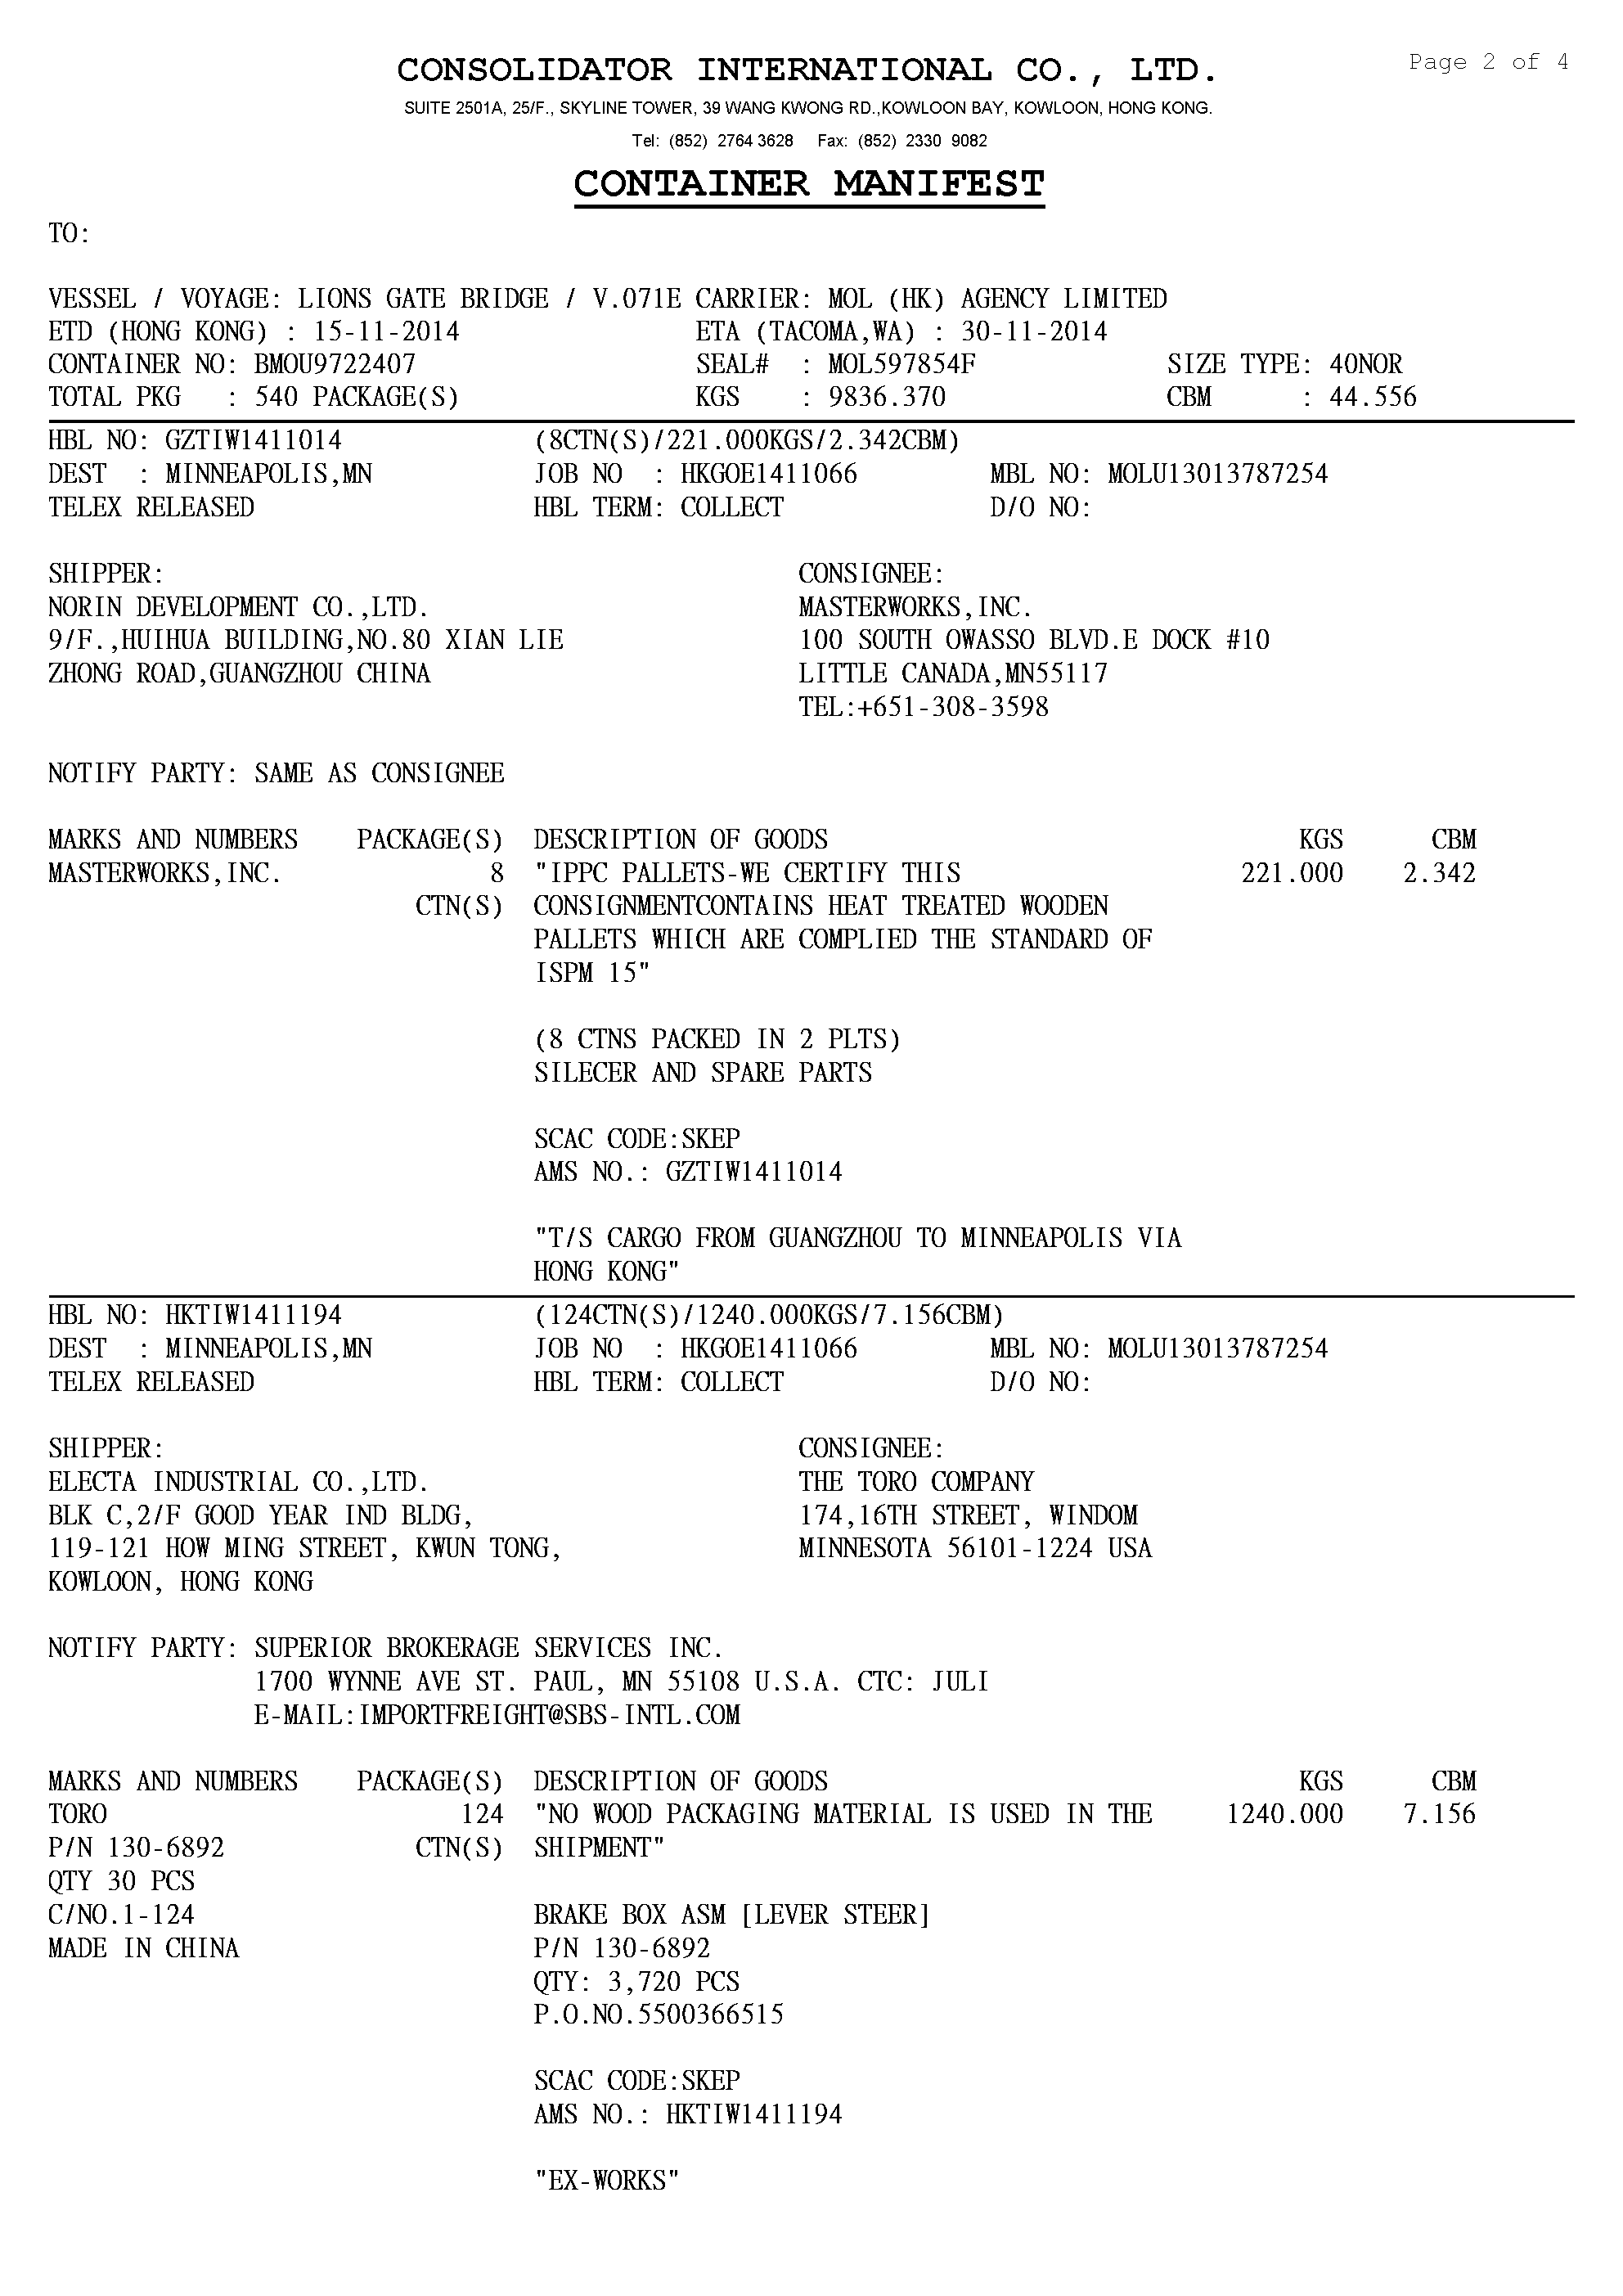 CONSOLIDATOR INTERNATIONAL CO., LTD.
Page 2 of 4
SUITE 2501A, 25/F., SKYLINE TOWER, 39 WANG KWONG RD.,KOWLOON BAY, KOWLOON, HONG KONG.
Tel: (852) 2764 3628 Fax: (852) 2330 9082
CONTAINER MANIFEST
TO:
VESSEL / VOYAGE: LIONS GATE BRIDGE / V.071E CARRIER: MOL (HK) AGENCY LIMITED
ETD (HONG KONG) : 15-11-2014 ETA (TACOMA,WA) : 30-11-2014
CONTAINER NO: BMOU9722407 SEAL# : MOL597854F SIZE TYPE: 40NOR
TOTAL PKG : 540 PACKAGE(S) KGS : 9836.370 CBM : 44.556
HBL NO: GZTIW1411014 (8CTN(S)/221.000KGS/2.342CBM)
DEST : MINNEAPOLIS,MN JOB NO : HKGOE1411066 MBL NO: MOLU13013787254
TELEX RELEASED HBL TERM: COLLECT D/O NO:
SHIPPER: CONSIGNEE:
NORIN DEVELOPMENT CO.,LTD. MASTERWORKS,INC.
9/F.,HUIHUA BUILDING,NO.80 XIAN LIE 100 SOUTH OWASSO BLVD.E DOCK #10
ZHONG ROAD,GUANGZHOU CHINA LITTLE CANADA,MN55117
TEL:+651-308-3598
NOTIFY PARTY: SAME AS CONSIGNEE
MARKS AND NUMBERS PACKAGE(S) DESCRIPTION OF GOODS KGS CBM
MASTERWORKS,INC. 8 "IPPC PALLETS-WE CERTIFY THIS 221.000 2.342
CTN(S) CONSIGNMENTCONTAINS HEAT TREATED WOODEN
PALLETS WHICH ARE COMPLIED THE STANDARD OF
ISPM 15"
(8 CTNS PACKED IN 2 PLTS)
SILECER AND SPARE PARTS
SCAC CODE:SKEP
AMS NO.: GZTIW1411014
"T/S CARGO FROM GUANGZHOU TO MINNEAPOLIS VIA
HONG KONG"
HBL NO: HKTIW1411194 (124CTN(S)/1240.000KGS/7.156CBM)
DEST : MINNEAPOLIS,MN JOB NO : HKGOE1411066 MBL NO: MOLU13013787254
TELEX RELEASED HBL TERM: COLLECT D/O NO:
SHIPPER: CONSIGNEE:
ELECTA INDUSTRIAL CO.,LTD. THE TORO COMPANY
BLK C,2/F GOOD YEAR IND BLDG, 174,16TH STREET, WINDOM
119-121 HOW MING STREET, KWUN TONG, MINNESOTA 56101-1224 USA
KOWLOON, HONG KONG
NOTIFY PARTY: SUPERIOR BROKERAGE SERVICES INC.
1700 WYNNE AVE ST. PAUL, MN 55108 U.S.A. CTC: JULI
E-MAIL:IMPORTFREIGHT@SBS-INTL.COM
MARKS AND NUMBERS PACKAGE(S) DESCRIPTION OF GOODS KGS CBM
TORO 124 "NO WOOD PACKAGING MATERIAL IS USED IN THE 1240.000 7.156
P/N 130-6892 CTN(S) SHIPMENT"
QTY 30 PCS
C/NO.1-124 BRAKE BOX ASM [LEVER STEER]
MADE IN CHINA P/N 130-6892
QTY: 3,720 PCS
P.O.NO.5500366515
SCAC CODE:SKEP
AMS NO.: HKTIW1411194
"EX-WORKS"